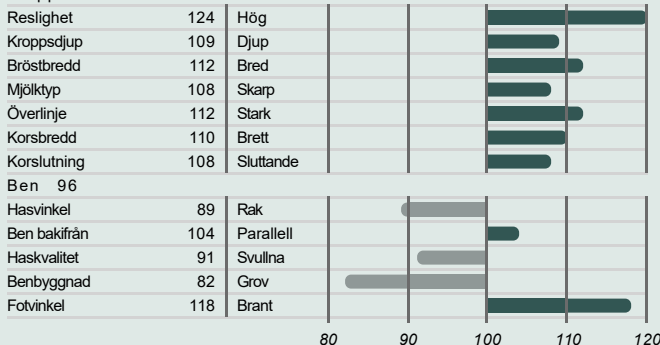 Reslighet 124 Hög
Kroppsdjup 109 Djup
Bröstbredd 112 Bred
Mjölktyp 108 Skarp
Överlinje 112 Stark
Korsbredd 110 Brett
Korslutning 108 Sluttande
Ben 96
Hasvinkel 89 Rak
Ben bakifrån 104 Parallell
Haskvalitet 91 Svullna
Benbyggnad 82 Grov
Fotvinkel 118 Brant
80 90 100 110 120